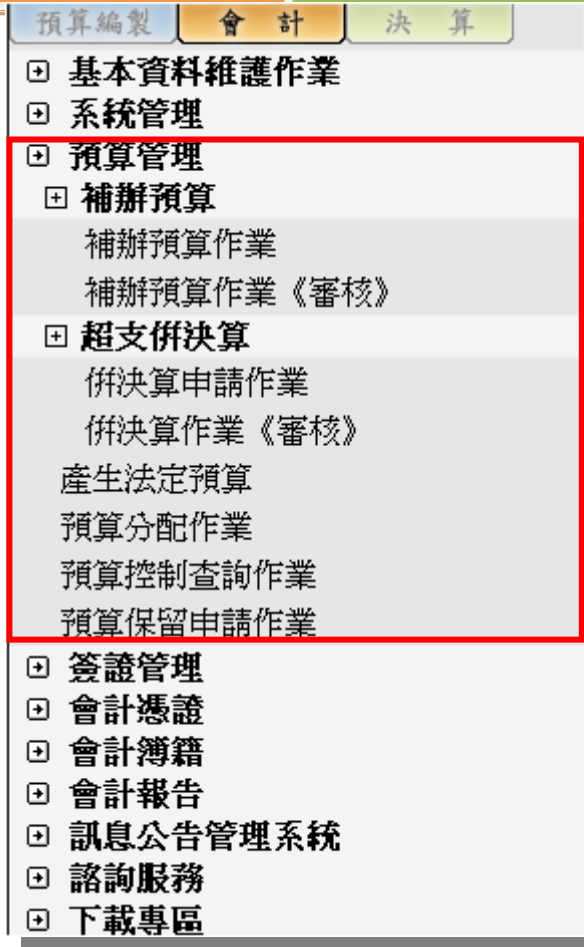 預算編製 會 計 決 算
基本資料維護作業
系統管理
預算管理
補辦預算
補辦預算作業
補辦預算作業《審核》
超支併決算
併決算申請作業
併決算作業《審核》
產生法定預算
預算分配作業
預算控制查詢作業
預算保留申請作業
簽證管理
會計憑證
會計簿籍
會計報告
訊息公告管理系統
諮詢服務
下載專區